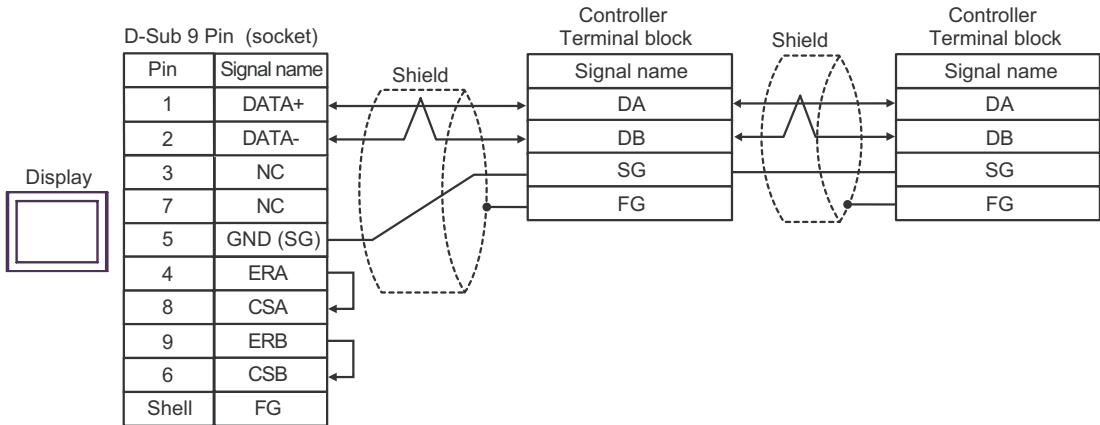 Display
D-Sub 9 Pin (socket)
Pin Signal name
1 DATA+
2 DATA-
3 NC
7 NC
5 GND (SG)
4 ERA
8 CSA
9 ERB
6 CSB
Shell FG
Shield
Controller
Terminal block
Signal name
DA
DB
SG
FG
Shield
Controller
Terminal block
Signal name
DA
DB
SG
FG